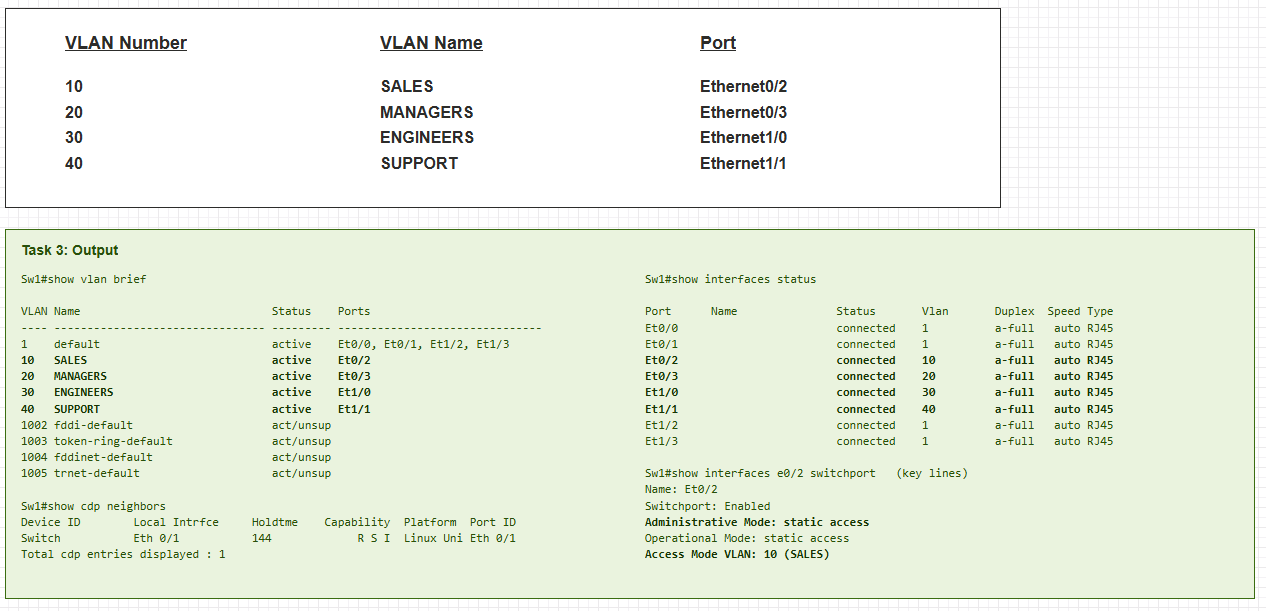 VLAN Number VLAN Name Port
10 SALES Ethernet0/2
20 MANAGERS Ethernet0/3
30 ENGINEERS Ethernet1/0
40 SUPPORT Ethernet1/1
Task 3: Output
Sw1#show vlan brief
VLAN Name                             Status    Ports
---- -------------------------------- --------- -------------------------------
1    default                          active    Et0/0, Et0/1, Et1/2, Et1/3
10   SALES                            active    Et0/2
20   MANAGERS                         active    Et0/3
30   ENGINEERS                        active    Et1/0
40   SUPPORT                          active    Et1/1
1002 fddi-default                     act/unsup
1003 token-ring-default               act/unsup
1004 fddinet-default                  act/unsup
1005 trnet-default                    act/unsup
Sw1#show cdp neighbors
Device ID        Local Intrfce     Holdtme    Capability  Platform  Port ID
Switch           Eth 0/1           144             R S I  Linux Uni Eth 0/1
Total cdp entries displayed : 1
Sw1#show interfaces status
Port      Name               Status       Vlan       Duplex  Speed Type
Et0/0                        connected    1          a-full   auto RJ45
Et0/1                        connected    1          a-full   auto RJ45
Et0/2                        connected    10         a-full   auto RJ45
Et0/3                        connected    20         a-full   auto RJ45
Et1/0                        connected    30         a-full   auto RJ45
Et1/1                        connected    40         a-full   auto RJ45
Et1/2                        connected    1          a-full   auto RJ45
Et1/3                        connected    1          a-full   auto RJ45
Sw1#show interfaces e0/2 switchport   (key lines)
Name: Et0/2
Switchport: Enabled
Administrative Mode: static access
Operational Mode: static access
Access Mode VLAN: 10 (SALES)